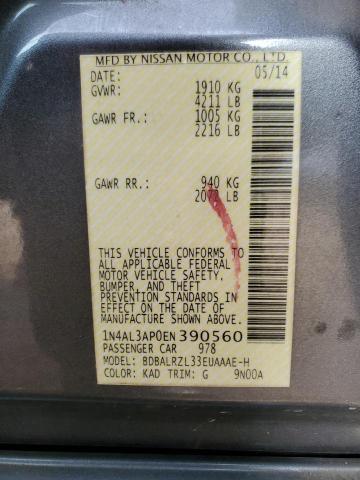 MFD BY NISSAN MOTOR CO., LTD.
DATE: 05/14
GVWR: 1910 KG
4211 LB
GAWR FR.: 1005 KG
2216 LB
GAWR RR.: 940 KG
2072 LB
THIS VEHICLE CONFORMS TO
ALL APPLICABLE FEDERAL
MOTOR VEHICLE SAFETY,
BUMPER, AND THEFT
PREVENTION STANDARDS IN
EFFECT ON THE DATE OF
MANUFACTURE SHOWN ABOVE.
1N4AL3AP0EN390560
PASSENGER CAR 978
MODEL: BDBALRZL33EUAAAE-H
COLOR: KAD TRIM: G 9N00A